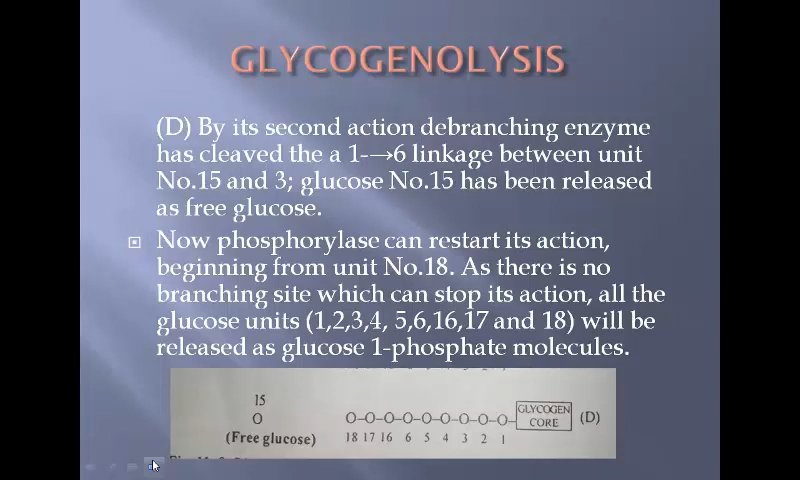 GLYCOGENOLYSIS
(D) By its second action debranching enzyme
has cleaved the a 1-→6 linkage between unit
No.15 and 3; glucose No.15 has been released
as free glucose.
Now phosphorylase can restart its action,
beginning from unit No.18. As there is no
branching site which can stop its action, all the
glucose units (1,2,3,4, 5,6,16,17 and 18) will be
released as glucose 1-phosphate molecules.
15
O O-O-O-O-O-O-O-O-O- GLYCOGEN CORE (D)
(Free glucose) 18 17 16 6 5 4 3 2 1